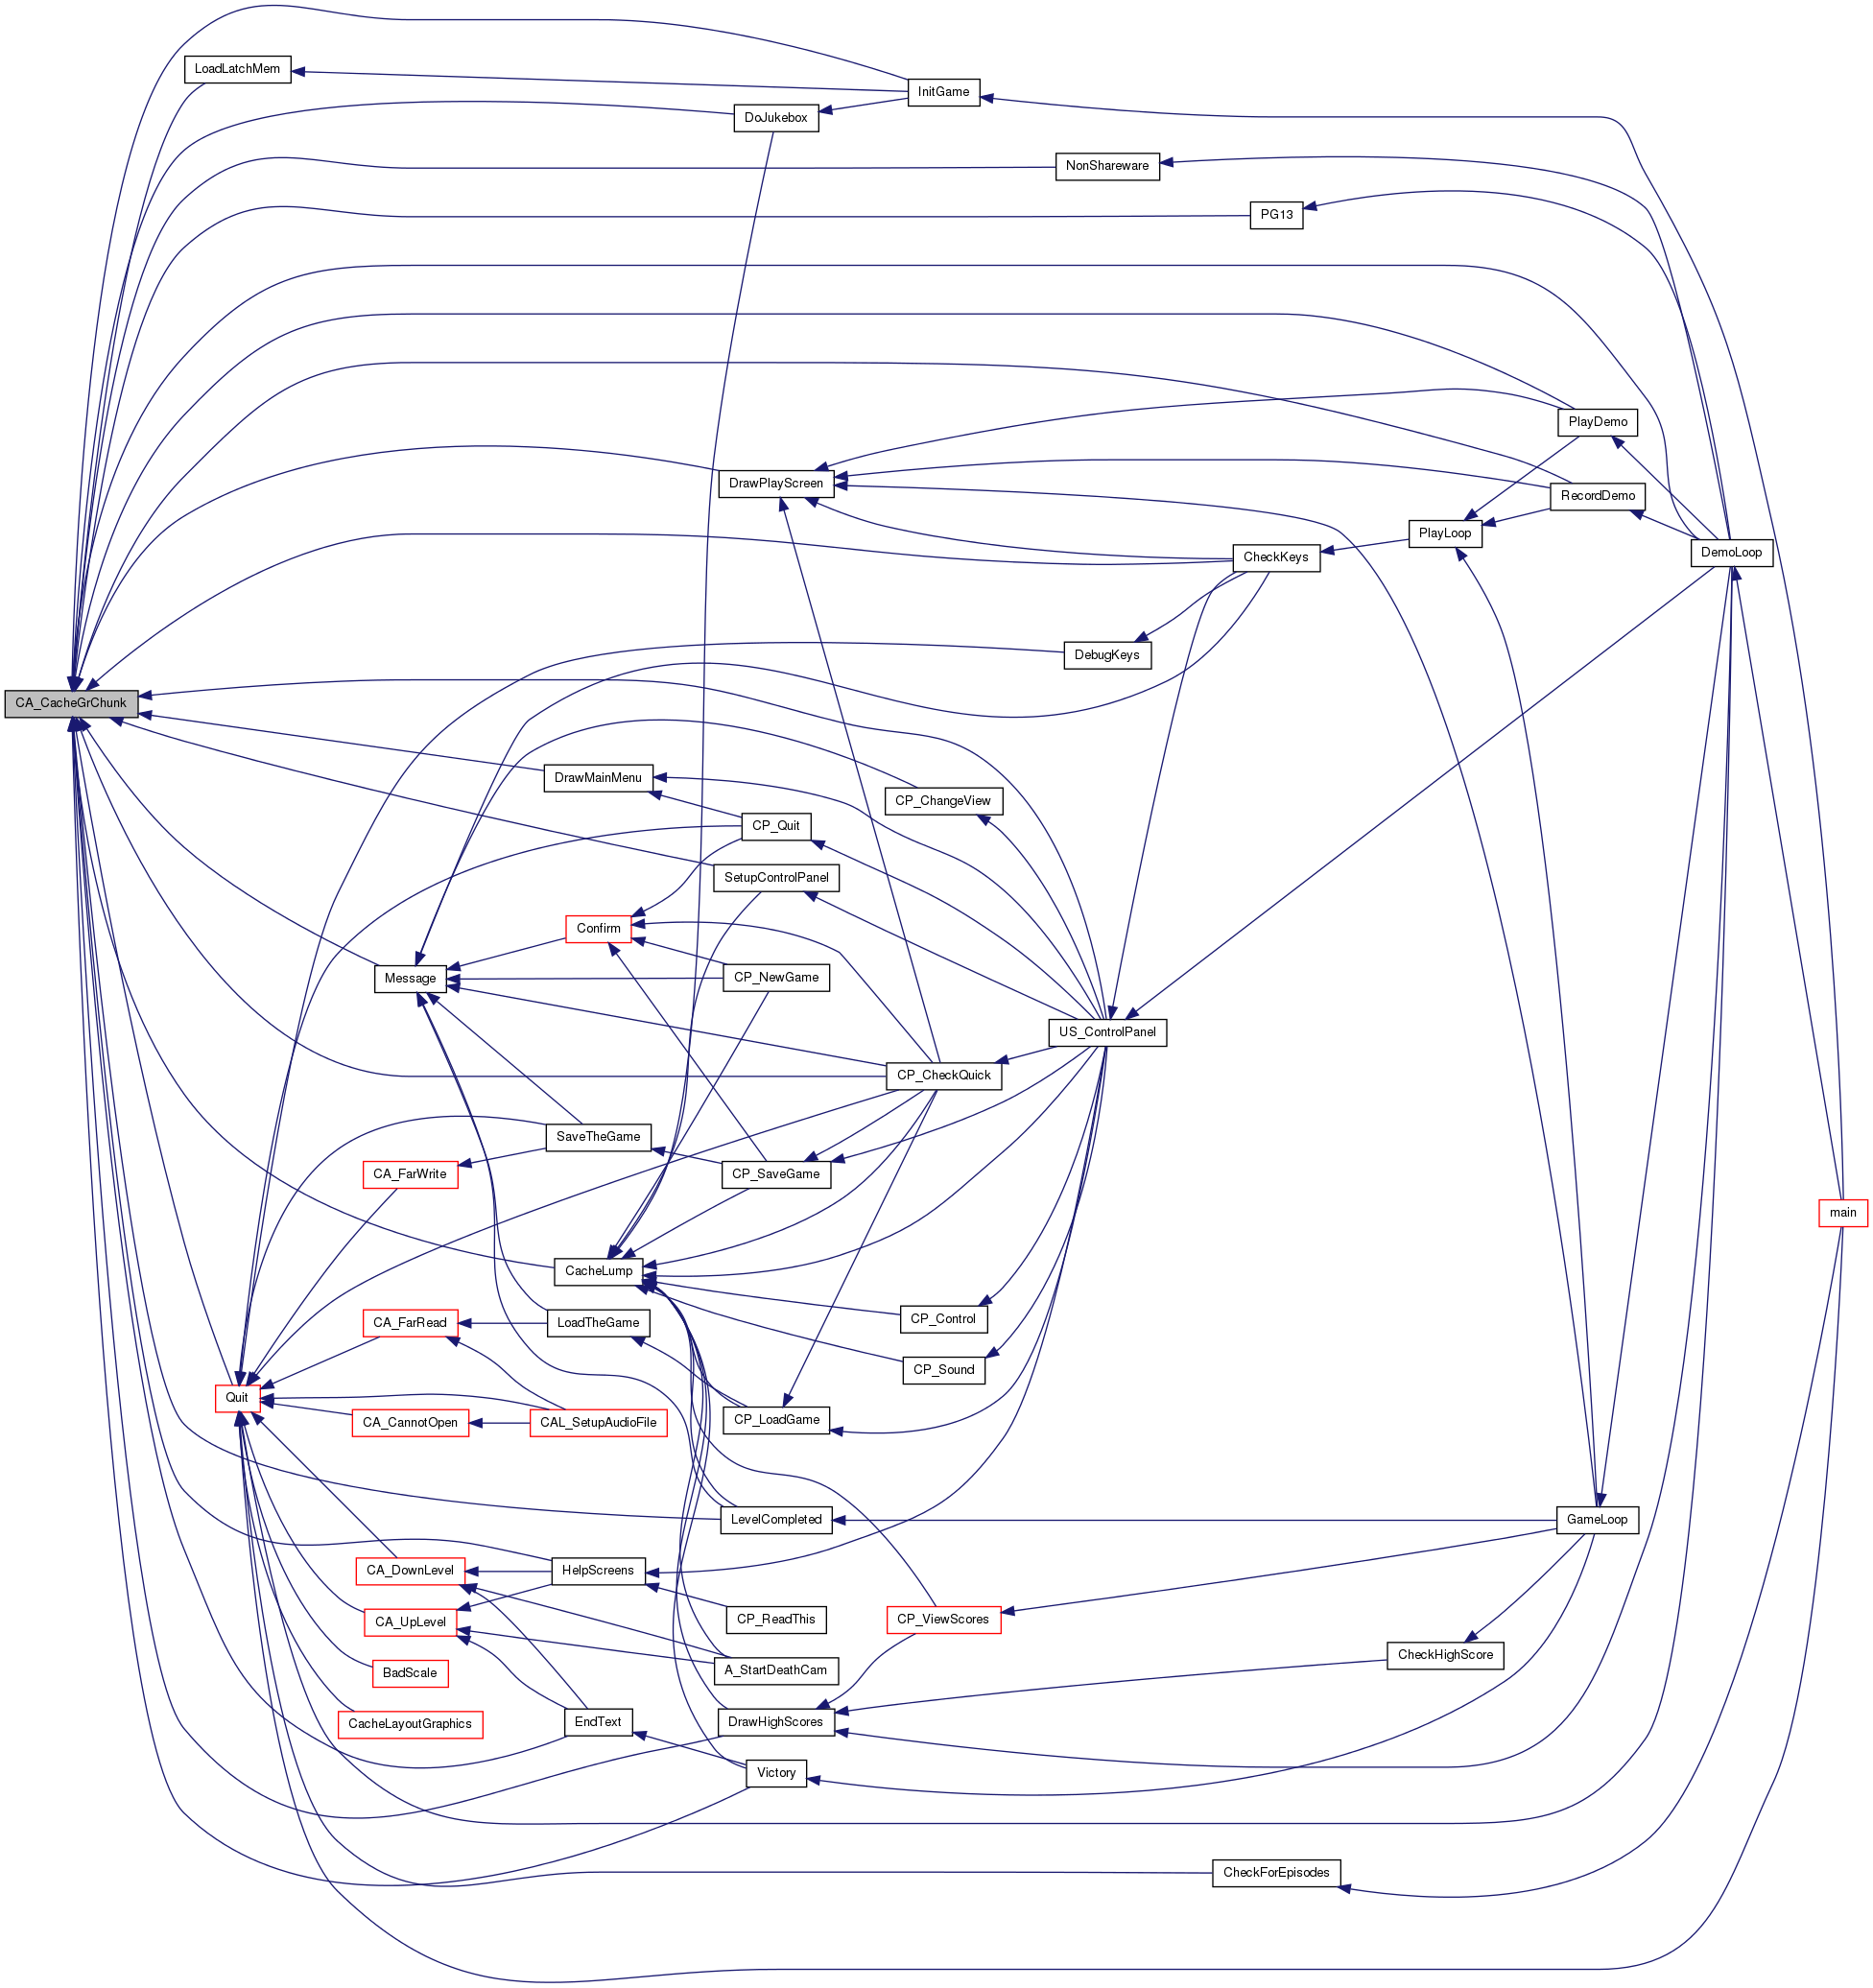 LoadLatchMem
InitGame
DoJukebox
NonShareware
PG13
PlayDemo
DrawPlayScreen
RecordDemo
PlayLoop
DemoLoop
CheckKeys
DebugKeys
CA_CacheGrChunk
DrawMainMenu
CP_ChangeView
CP_Quit
SetupControlPanel
Confirm
Message
CP_NewGame
US_ControlPanel
CP_CheckQuick
SaveTheGame
CA_FarWrite
CP_SaveGame
main
CacheLump
CP_Control
CA_FarRead
LoadTheGame
CP_Sound
Quit
CA_CannotOpen
CAL_SetupAudioFile
CP_LoadGame
LevelCompleted
GameLoop
CA_DownLevel
HelpScreens
CA_UpLevel
CP_ReadThis
CP_ViewScores
CheckHighScore
BadScale
A_StartDeathCam
CacheLayoutGraphics
EndText
DrawHighScores
Victory
CheckForEpisodes